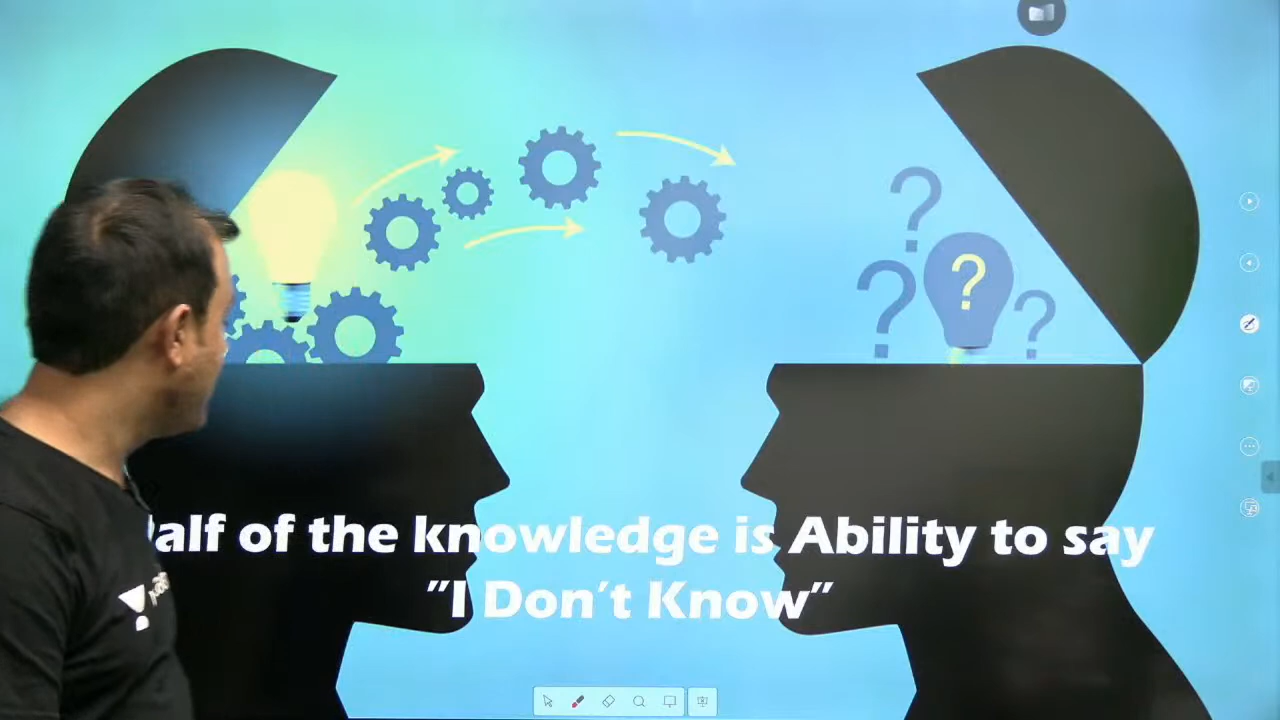 alf of the knowledge is Ability to say
"I Don't Know"
? ? ? ?